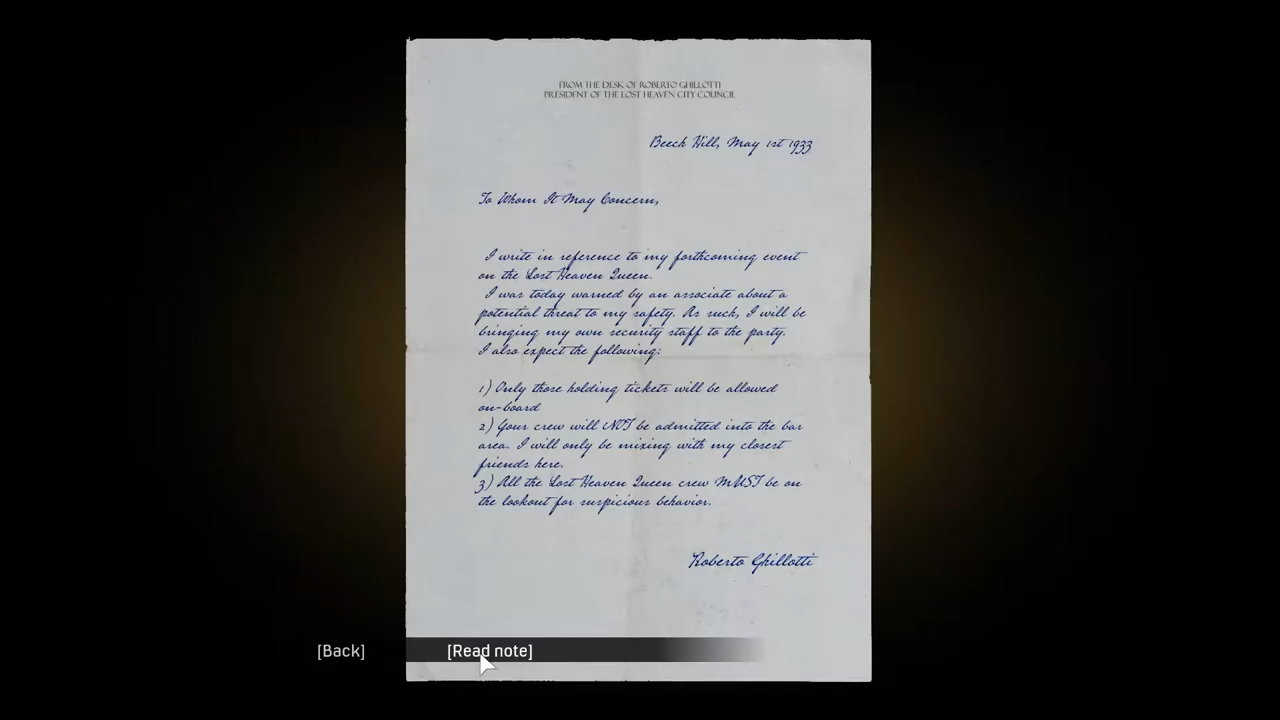 FROM THE DESK OF ROBERTO GHILLOTTI
PRESIDENT OF THE LOST HEAVEN CITY COUNCIL
Beech Hill, May 1st 1933
To Whom It May Concern,
I write in reference to my forthcoming event
on the Lost Heaven Queen.
I was today warned by an associate about a
potential threat to my safety. As such, I will be
bringing my own security staff to the party.
I also expect the following:
1) Only those holding tickets will be allowed
on-board
2) Your crew will NOT be admitted into the bar
area. I will only be mixing with my closest
friends here.
3) All the Lost Heaven Queen crew MUST be on
the lookout for suspicious behavior.
Roberto Ghillotti
[Back] [Read note]